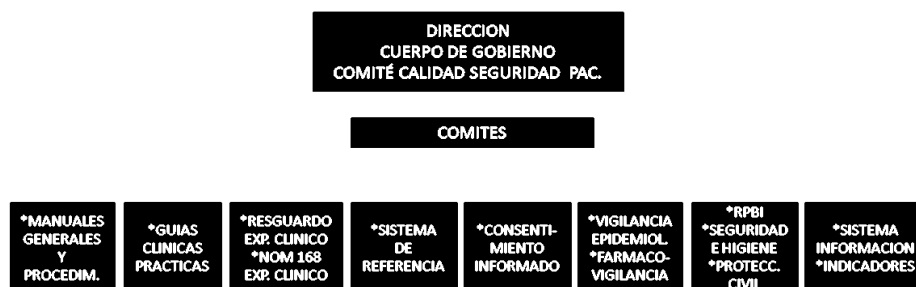 DIRECCION
CUERPO DE GOBIERNO
COMITÉ CALIDAD SEGURIDAD PAC.
COMITES
*MANUALES
GENERALES
Y
PROCEDIM.
*GUIAS
CLINICAS
PRACTICAS
*RESGUARDO
EXP. CLINICO
*NOM 168
EXP. CLINICO
*SISTEMA
DE
REFERENCIA
*CONSENTI-
MIENTO
INFORMADO
*VIGILANCIA
EPIDEMIOL.
*FARMACO-
VIGILANCIA
*RPBI
*SEGURIDAD
E HIGIENE
*PROTECC.
CIVIL
*SISTEMA
INFORMACION
*INDICADORES